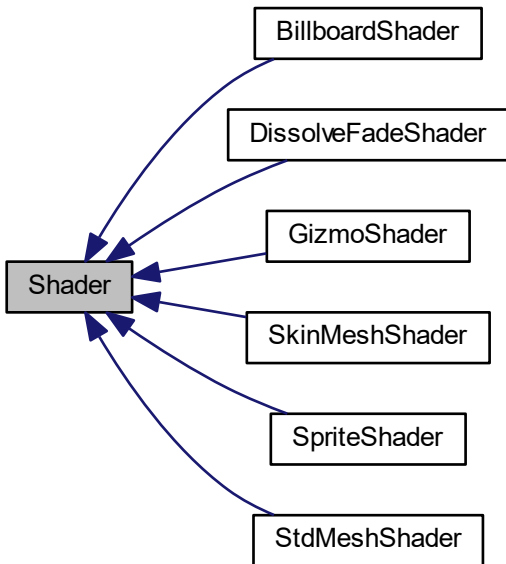 BillboardShader
DissolveFadeShader
GizmoShader
Shader
SkinMeshShader
SpriteShader
StdMeshShader